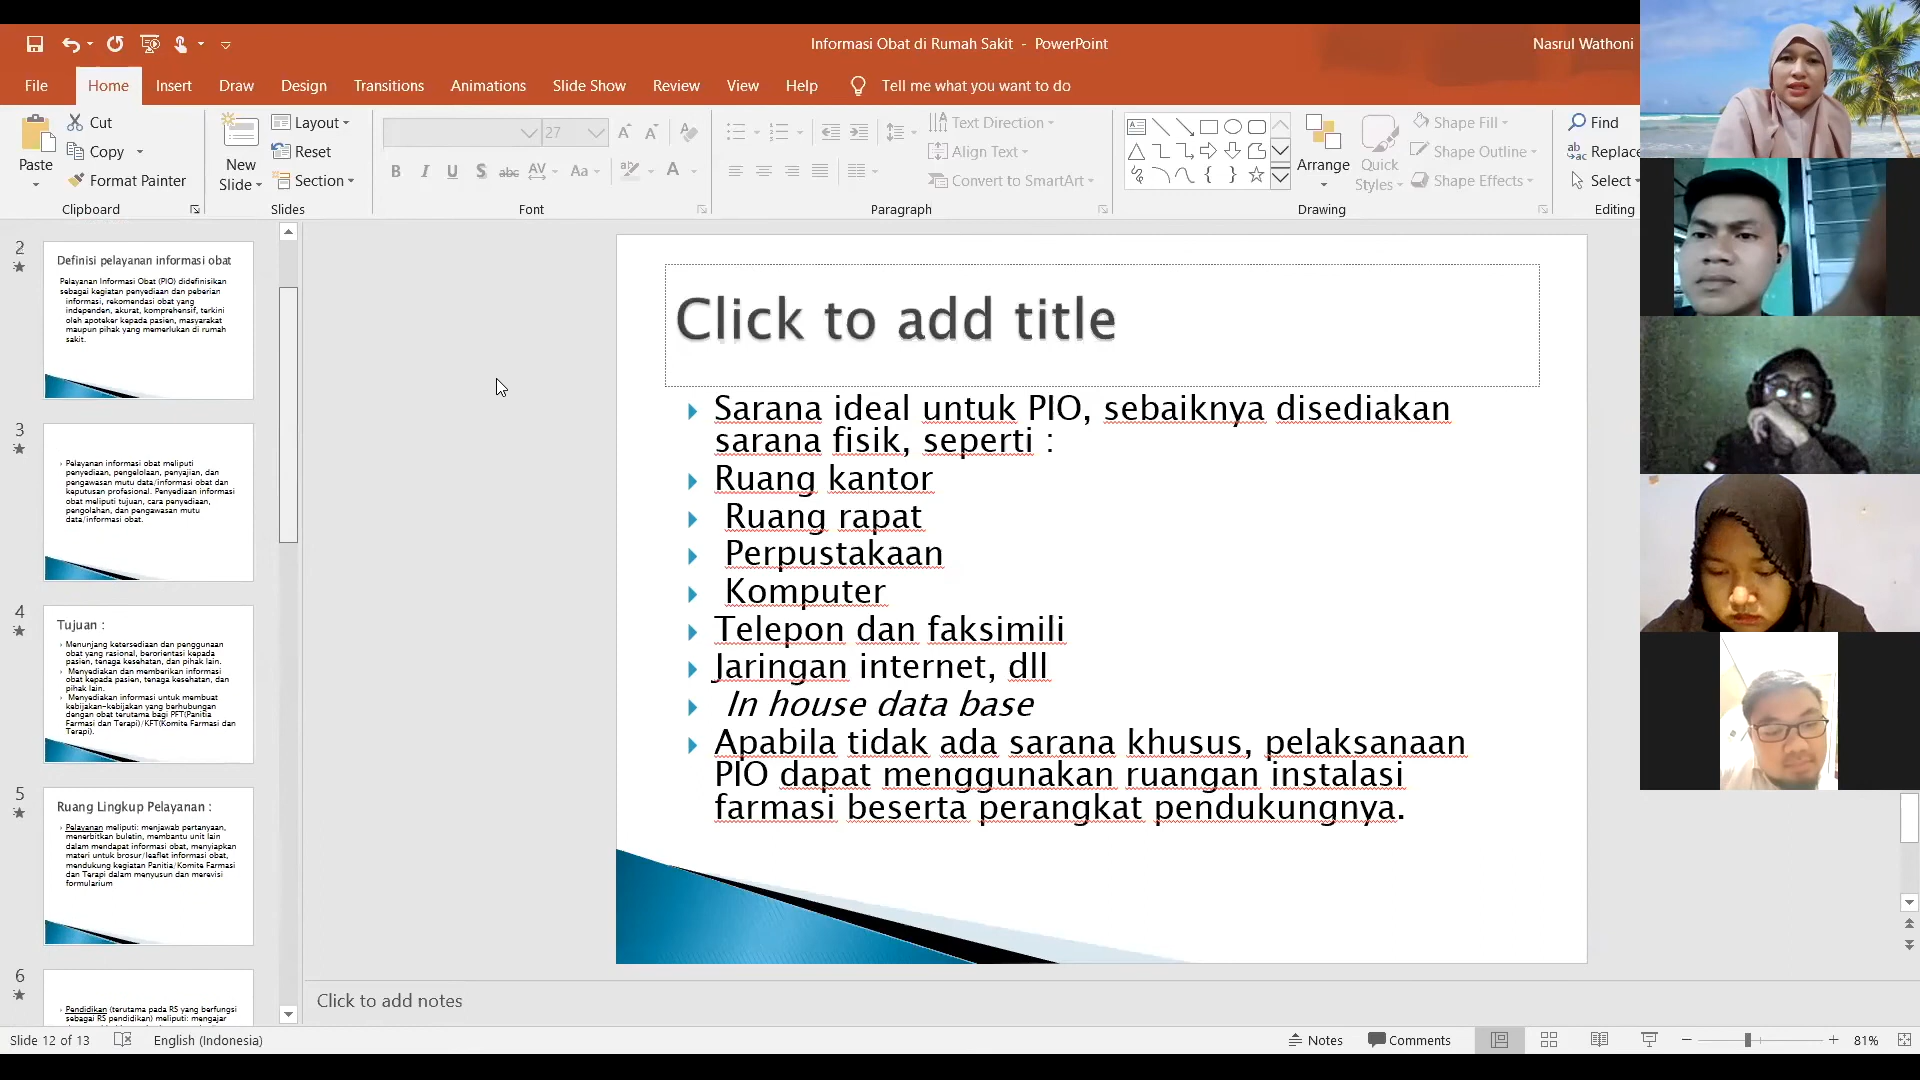 Informasi Obat di Rumah Sakit - PowerPoint
Nasrul Wathoni
File Home Insert Draw Design Transitions Animations Slide Show Review View Help Tell me what you want to do
Paste
Cut
Copy
Format Painter
Clipboard
New Slide
Layout
Reset
Section
Slides
27
B I U S abc AV Aa A
Font
Text Direction
Align Text
Convert to SmartArt
Paragraph
Arrange
Quick Styles
Shape Fill
Shape Outline
Shape Effects
Drawing
Find
Replace
Select
Editing
2
Definisi pelayanan informasi obat
Pelayanan Informasi Obat (PIO) didefinisikan
sebagai kegiatan penyediaan dan peberian
informasi, rekomendasi obat yang
independen, akurat, komprehensif, terkini
oleh apoteker kepada pasien, masyarakat
maupun pihak yang memerlukan di rumah
sakit.
3
Pelayanan informasi obat meliputi
penyediaan, pengelolaan, penyajian, dan
pengawasan mutu data/informasi obat dan
keputusan profesional. Penyediaan informasi
obat meliputi tujuan, cara penyediaan,
pengolahan, dan pengawasan mutu
data/informasi obat.
4
Tujuan :
Menunjang ketersediaan dan penggunaan
obat yang rasional, berorientasi kepada
pasien, tenaga kesehatan, dan pihak lain.
Menyediakan dan memberikan informasi
obat kepada pasien, tenaga kesehatan, dan
pihak lain.
Menyediakan informasi untuk membuat
kebijakan-kebijakan yang berhubungan
dengan obat terutama bagi PFT(Panitia
Farmasi dan Terapi)/KFT(Komite Farmasi dan
Terapi).
5
Ruang Lingkup Pelayanan :
Pelayanan meliputi: menjawab pertanyaan,
menerbitkan buletin, membantu unit lain
dalam mendapat informasi obat, menyiapkan
materi untuk brosur/leaflet informasi obat,
mendukung kegiatan Panitia/Komite Farmasi
dan Terapi dalam menyusun dan merevisi
formularium
6
Pendidikan (terutama pada RS yang berfungsi
sebagai RS pendidikan) meliputi: mengajar
Click to add title
Sarana ideal untuk PIO, sebaiknya disediakan
sarana fisik, seperti :
Ruang kantor
Ruang rapat
Perpustakaan
Komputer
Telepon dan faksimili
Jaringan internet, dll
In house data base
Apabila tidak ada sarana khusus, pelaksanaan
PIO dapat menggunakan ruangan instalasi
farmasi beserta perangkat pendukungnya.
Click to add notes
Slide 12 of 13
English (Indonesia)
Notes
Comments
81%